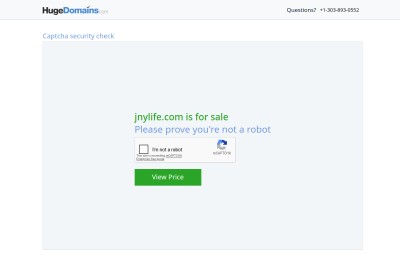 HugeDomains.com
Questions? +1-303-893-0552
Captcha security check
jnylife.com is for sale
Please prove you're not a robot
I'm not a robot
reCAPTCHA
View Price